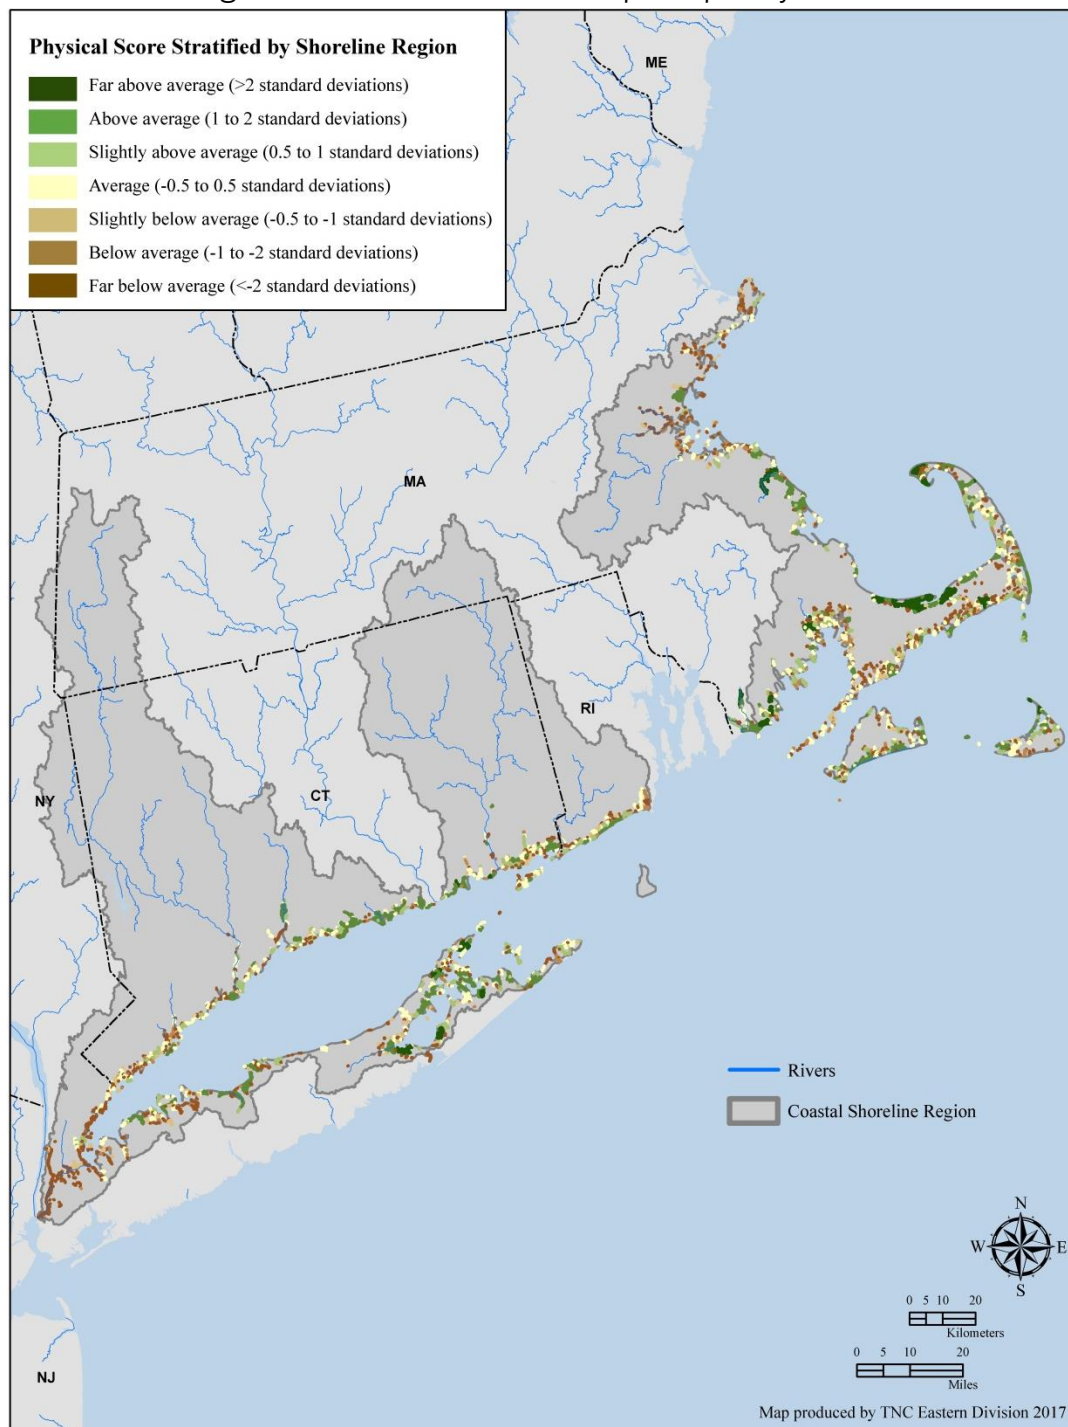 Physical Score Stratified by Shoreline Region
Far above average (>2 standard deviations)
Above average (1 to 2 standard deviations)
Slightly above average (0.5 to 1 standard deviations)
Average (-0.5 to 0.5 standard deviations)
Slightly below average (-0.5 to -1 standard deviations)
Below average (-1 to -2 standard deviations)
Far below average (<-2 standard deviations)
ME
MA
RI
CT
NY
Rivers
Coastal Shoreline Region
N
W E
S
0 5 10 20
Kilometers
0 5 10 20
Miles
NJ
Map produced by TNC Eastern Division 2017